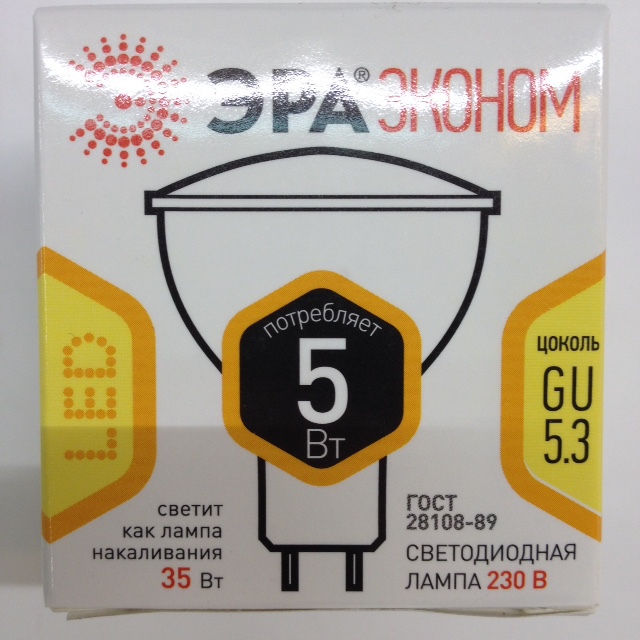 ЭРА® ЭКОНОМ
LED
потребляет
5
Вт
цоколь
GU
5.3
светит
как лампа
накаливания
35 Вт
ГОСТ
28108-89
СВЕТОДИОДНАЯ
ЛАМПА 230 В